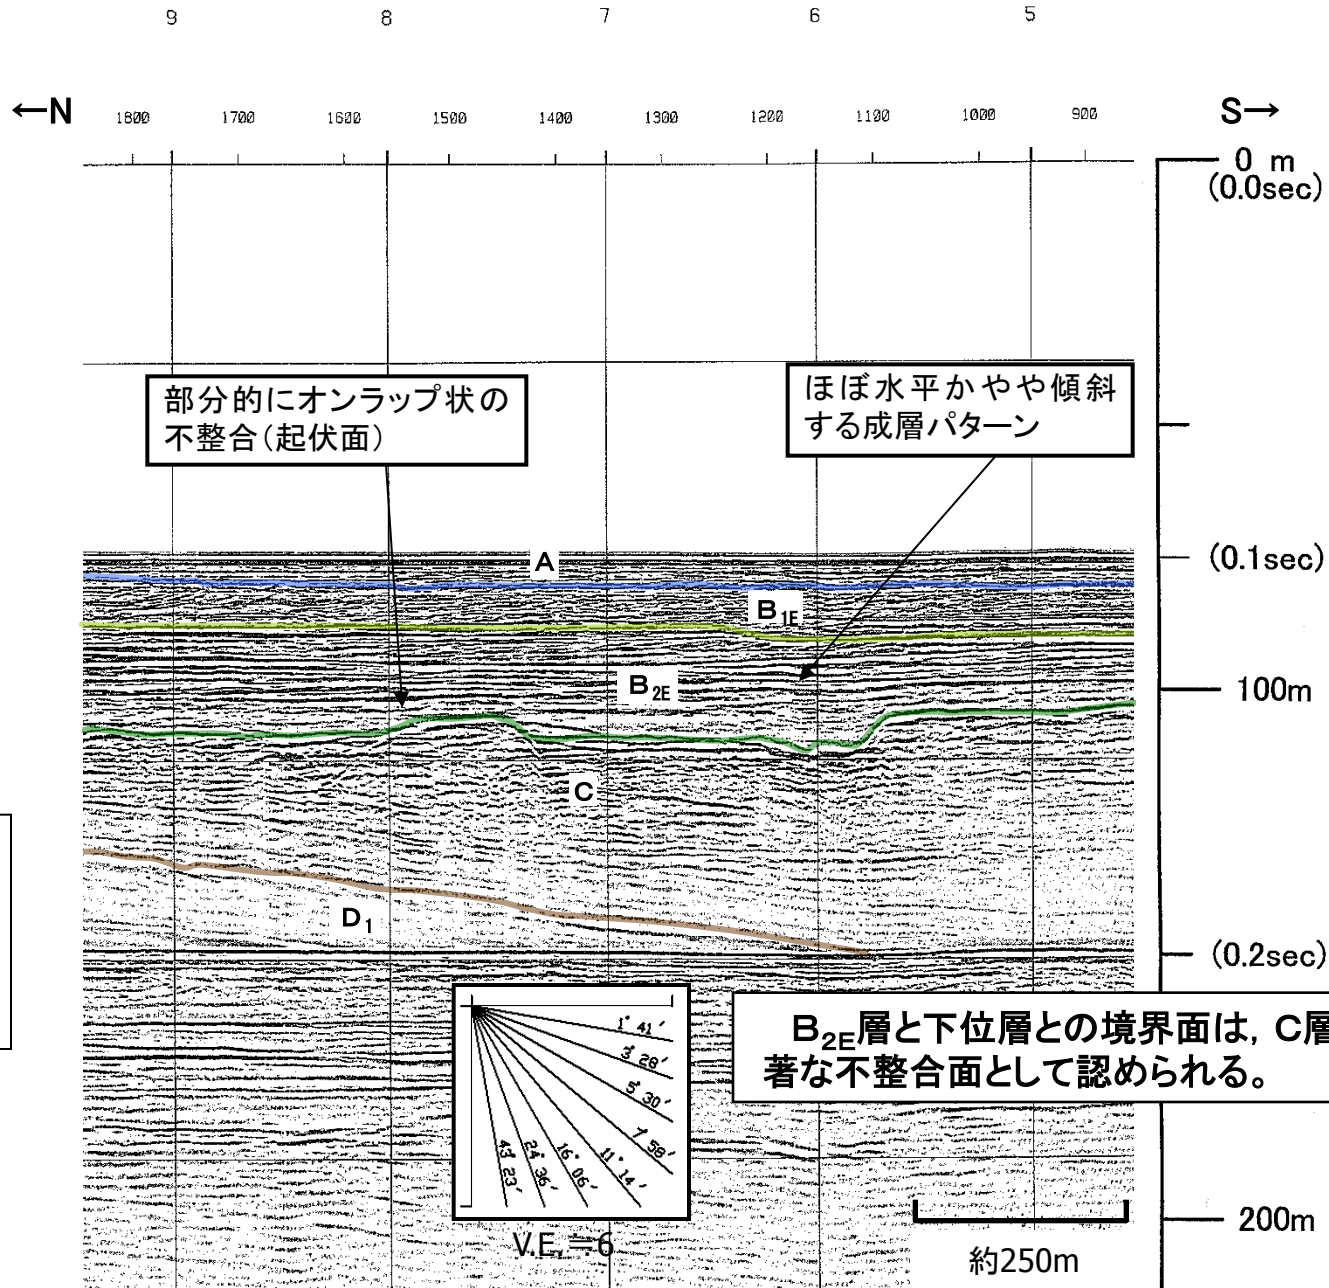 9 8 7 6 5
←N 1800 1700 1600 1500 1400 1300 1200 1100 1000 900 S→
0 m
(0.0sec)
部分的にオンラップ状の
不整合(起伏面)
ほぼ水平かやや傾斜
する成層パターン
(0.1sec)
A
B1E
B2E
100m
C
D1
(0.2sec)
B2E層と下位層との境界面は，C層
著な不整合面として認められる。
1° 41′
3° 28′
5° 30′
7° 58′
11° 14′
16° 06′
24° 36′
43° 23′
200m
V.E.≒6
約250m